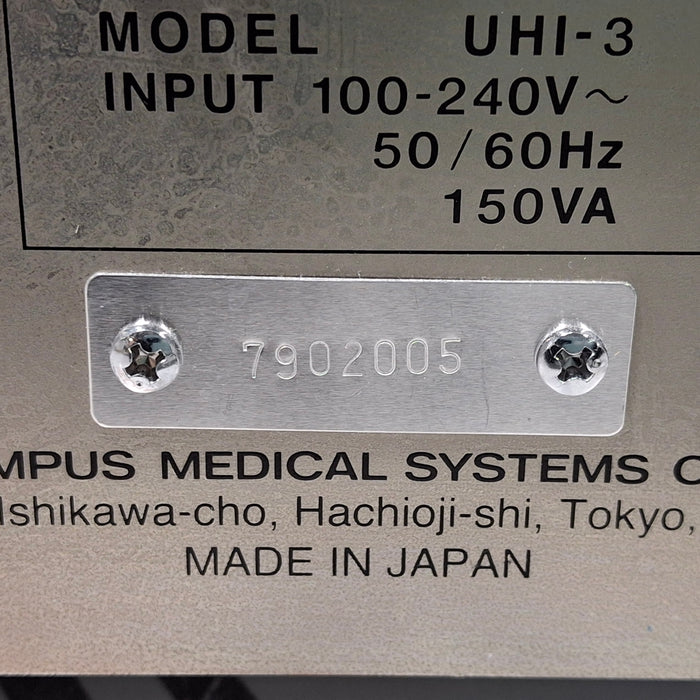 MODEL UHI-3
INPUT 100-240V~
50/60Hz
150VA
7902005
MPUS MEDICAL SYSTEMS C
Ishikawa-cho, Hachioji-shi, Tokyo,
MADE IN JAPAN